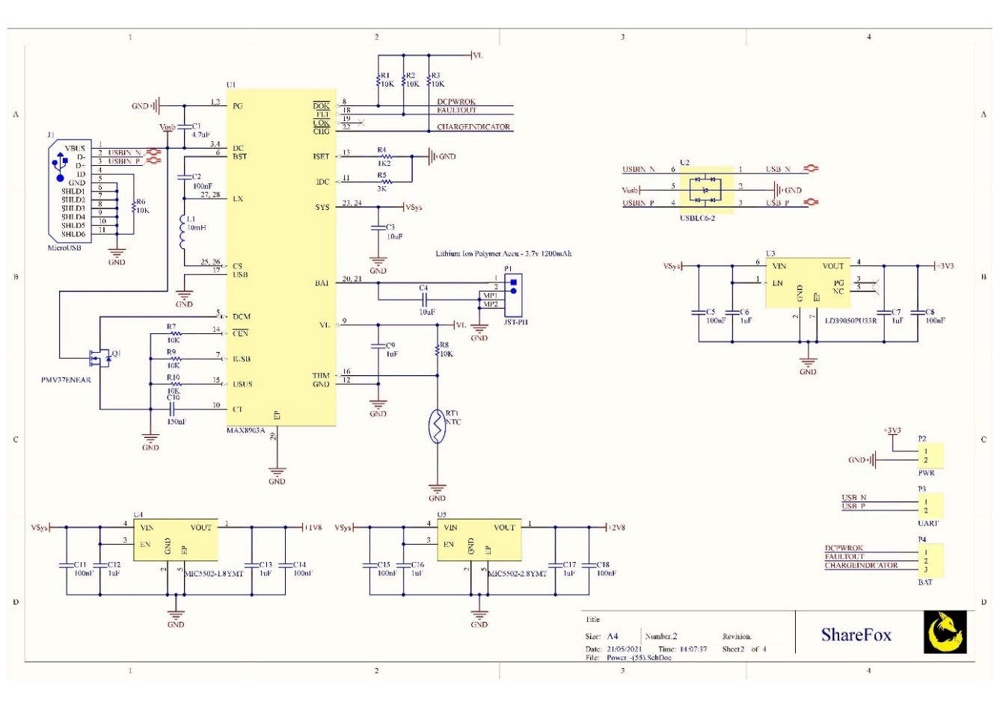 1 2 3 4
A A
B B
C C
D D
1 2 3 4
U1
MAX8903A
GND
1,2 PG
C1
4.7uF
Vusb
3,4 DC
6 BST
C2
100nF
27, 28 LX
L1
10mH
25, 26 CS
17 USB
GND
5 DCM
R7 14 CEN
10K
R9 7 IUSB
10K
R10 15 USUS
10K
C10 10 CT
150nF
GND
EP
29
GND
Q1
PMV37ENEAR
J1
VBUS 1
D- 2 USBIN_N
D+ 3 USBIN_P
ID 4
GND 5
SHLD1 6
SHLD2 7
SHLD3 8
SHLD4 9
SHLD5 10
SHLD6 11
MicroUSB
R6
10K
GND
VL
R1 R2 R3
10K 10K 10K
DOK 8 DCPWROK
FLT 18 FAULTOUT
UOK 19
CHG 22 CHARGEINDICATOR
ISET 13 R4 GND
1K2
IDC 11 R5
3K
SYS 23, 24 VSys
C3
10uF
GND
Lithium Ion Polymer Accu - 3.7v 1200mAh
BAT 20, 21
C4
10uF
P1
1
2
MP1
MP2
JST-PH
GND
VL 9 VL
C9
1uF
R8
10K
THM 16
GND 12
GND
RT1
NTC
GND
U2
USBIN_N 6 1 USB_N
Vusb 5 2 GND
USBIN_P 4 3 USB_P
USBLC6-2
U3
VSys 6 VIN VOUT 4 +3V3
1 EN PG 3
NC 5
GND EP
2 7
LD39050PU33R
C5 C6 C7 C8
100nF 1uF 1uF 100nF
GND
+3V3
P2
1
GND 2
PWR
P3
USB_N 1
USB_P 2
UART
P4
DCPWROK 1
FAULTOUT 2
CHARGEINDICATOR 3
BAT
U4
VSys 4 VIN VOUT 1 +1V8
3 EN
GND EP
2 5
MIC5502-1.8YMT
C11 C12 C13 C14
100nF 1uF 1uF 100nF
GND
U5
VSys 4 VIN VOUT 1 +2V8
3 EN
GND EP
2 5
MIC5502-2.8YMT
C15 C16 C17 C18
100nF 1uF 1uF 100nF
GND
Title
Size: A4 Number:2 Revision:
Date: 21/05/2021 Time: 14:07:37 Sheet2 of 4
File: Power -(55).SchDoc
ShareFox